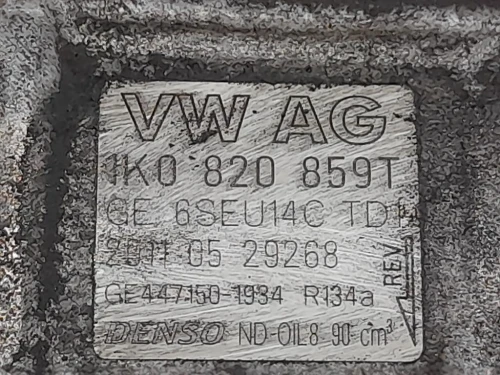 VW AG
1K0 820 859T
GE 6SEU14C TD1
2011 05 29268
REV
GE447150-1934 R134a
DENSO ND-OIL8 90 cm³